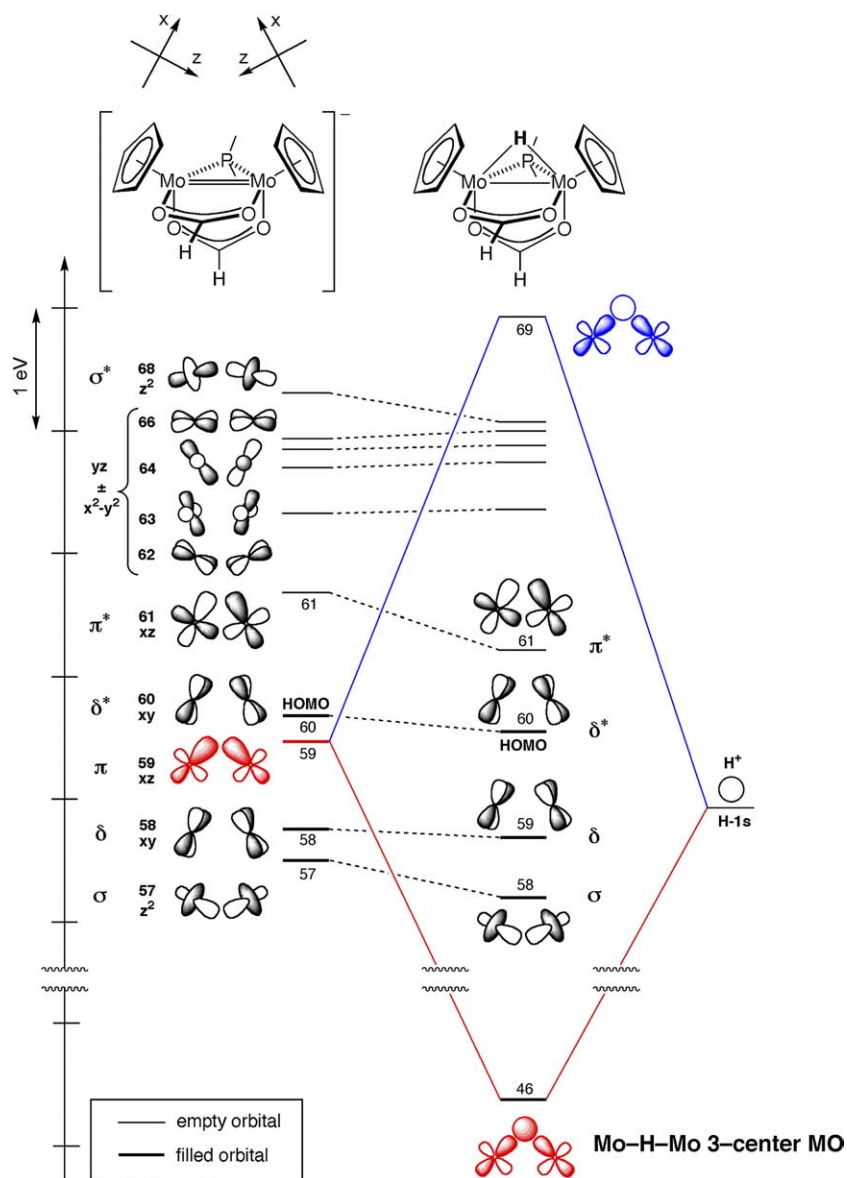 x
z
x
z
−
H
P
Mo
Mo
O
O
O
O
H
H
P
Mo
Mo
O
O
O
O
H
H
1 eV
69
σ*
68
z²
66
yz
±
x²-y²
64
63
62
π*
61
xz
61
61
π*
δ*
60
xy
HOMO
60
60
HOMO
δ*
π
59
xz
59
H⁺
H-1s
δ
58
xy
58
59
δ
σ
57
z²
57
58
σ
46
Mo–H–Mo 3–center MO
empty orbital
filled orbital